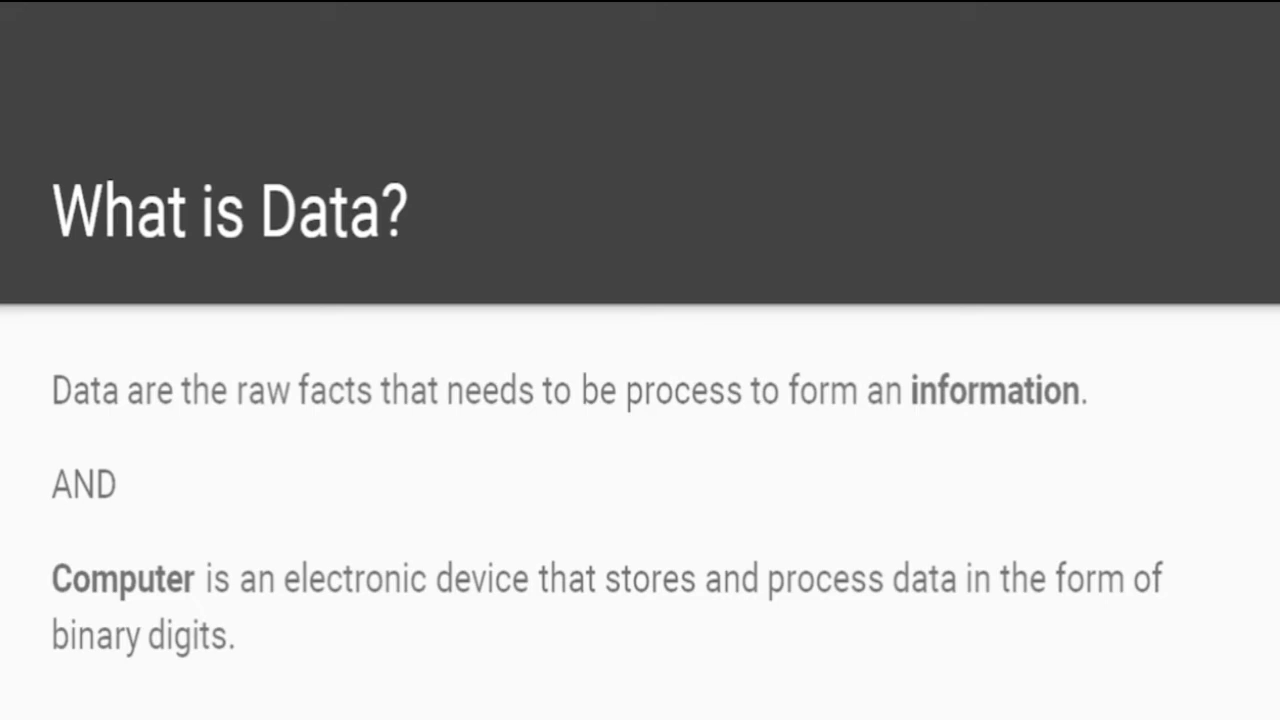 What is Data?
Data are the raw facts that needs to be process to form an information.
AND
Computer is an electronic device that stores and process data in the form of
binary digits.